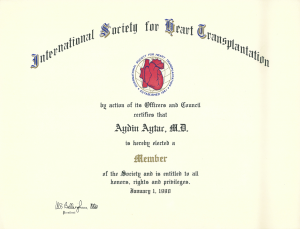 International Society for Heart Transplantation
by action of its Officers and Council
certifies that
Aydin Aytac, M.D.
is hereby elected a
Member
of the Society and is entitled to all
honors, rights and privileges.
January 1, 1980